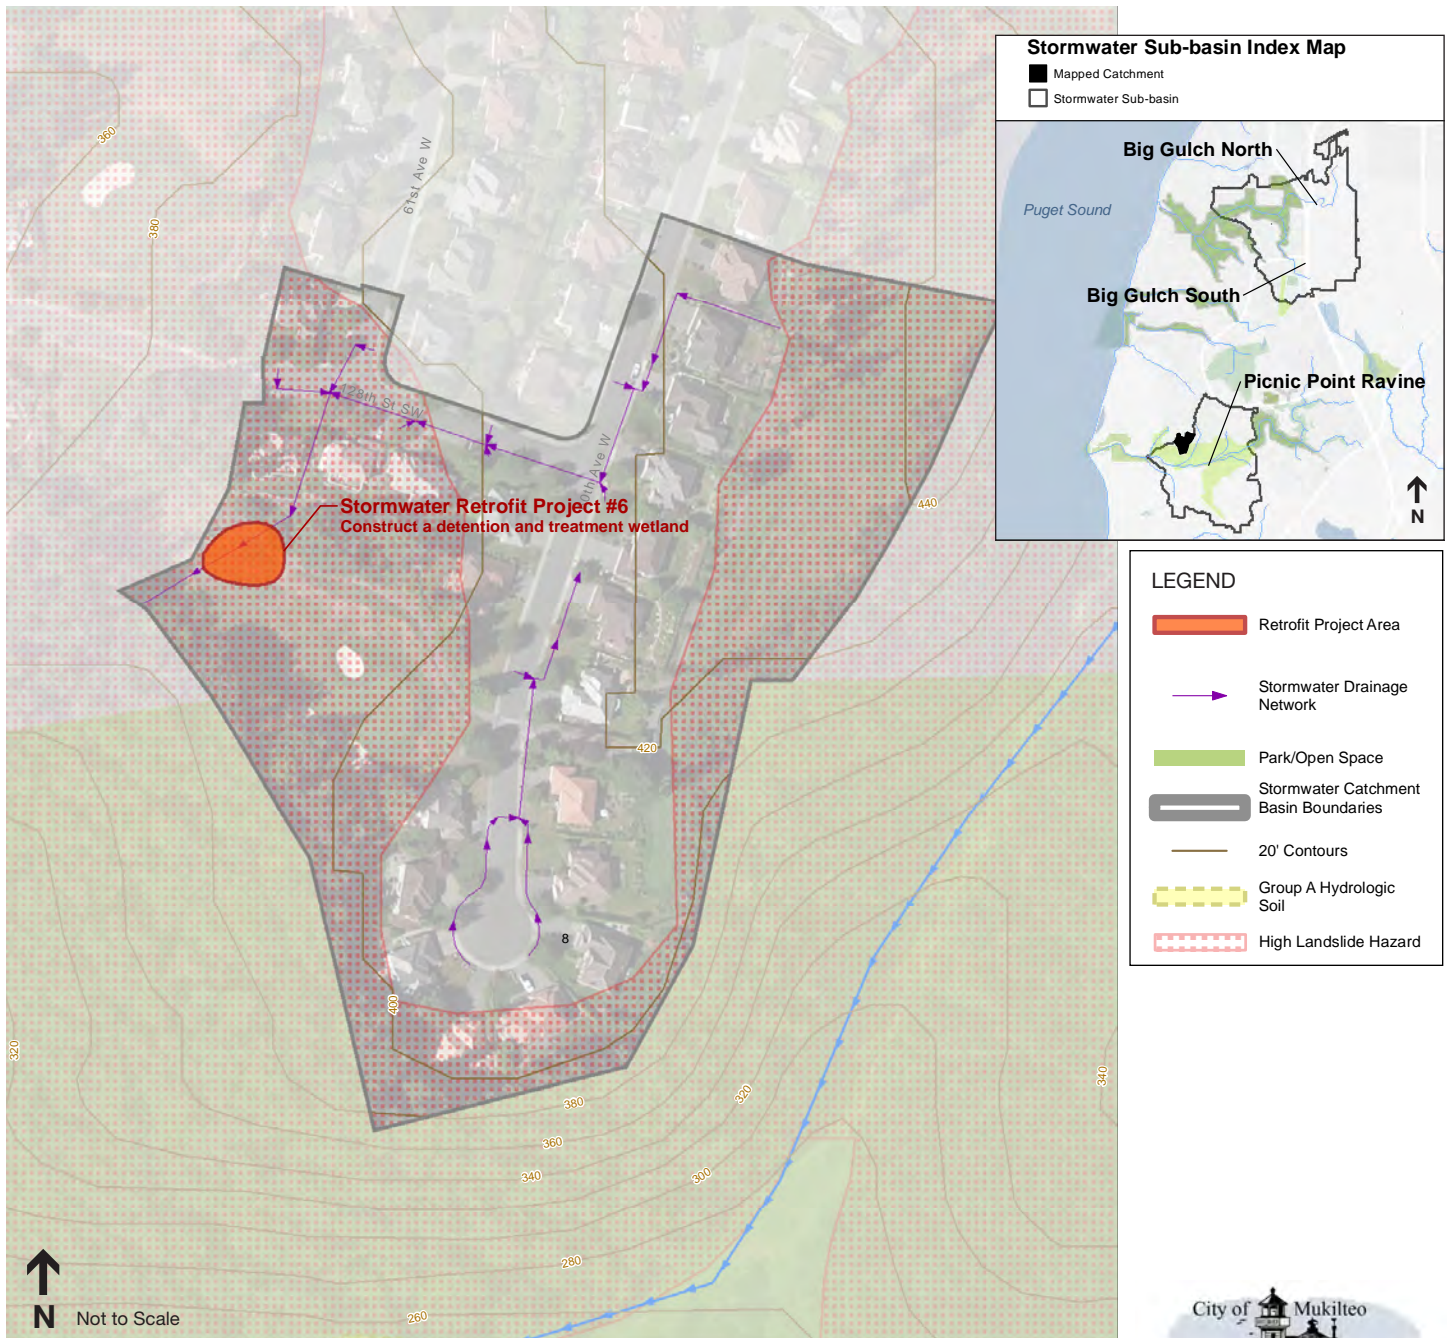 Stormwater Sub-basin Index Map
Mapped Catchment
Stormwater Sub-basin
Big Gulch North
Puget Sound
Big Gulch South
Picnic Point Ravine
N
360
61st Ave W
380
128th St SW
0th Ave W
Stormwater Retrofit Project #6
Construct a detention and treatment wetland
440
420
8
400
320
380
360
340
320
300
340
280
260
LEGEND
Retrofit Project Area
Stormwater Drainage
Network
Park/Open Space
Stormwater Catchment
Basin Boundaries
20' Contours
Group A Hydrologic
Soil
High Landslide Hazard
N
Not to Scale
City of Mukilteo